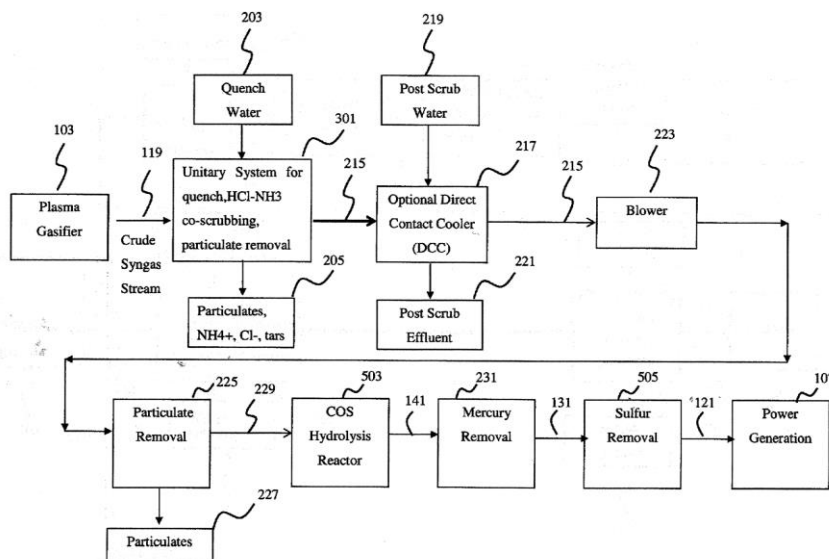 203
219
Quench
Water
Post Scrub
Water
103
119
301
215
217
215
223
Plasma
Gasifier
Crude
Syngas
Stream
Unitary System for
quench,HCl-NH3
co-scrubbing,
particulate removal
Optional Direct
Contact Cooler
(DCC)
Blower
205
221
Particulates,
NH4+, Cl-, tars
Post Scrub
Effluent
225
229
503
141
231
131
505
121
10
Particulate
Removal
COS
Hydrolysis
Reactor
Mercury
Removal
Sulfur
Removal
Power
Generation
227
Particulates